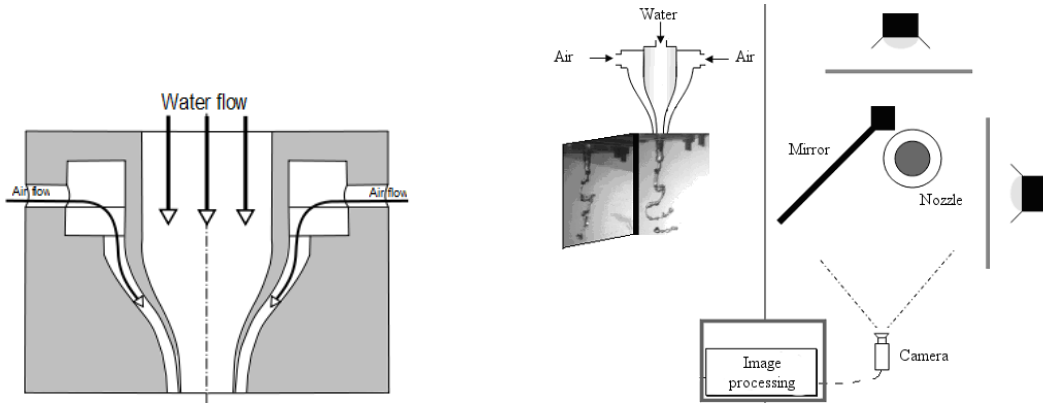 Water flow
Air flow
Air flow
Water
Air
Air
Mirror
Nozzle
Camera
Image
processing